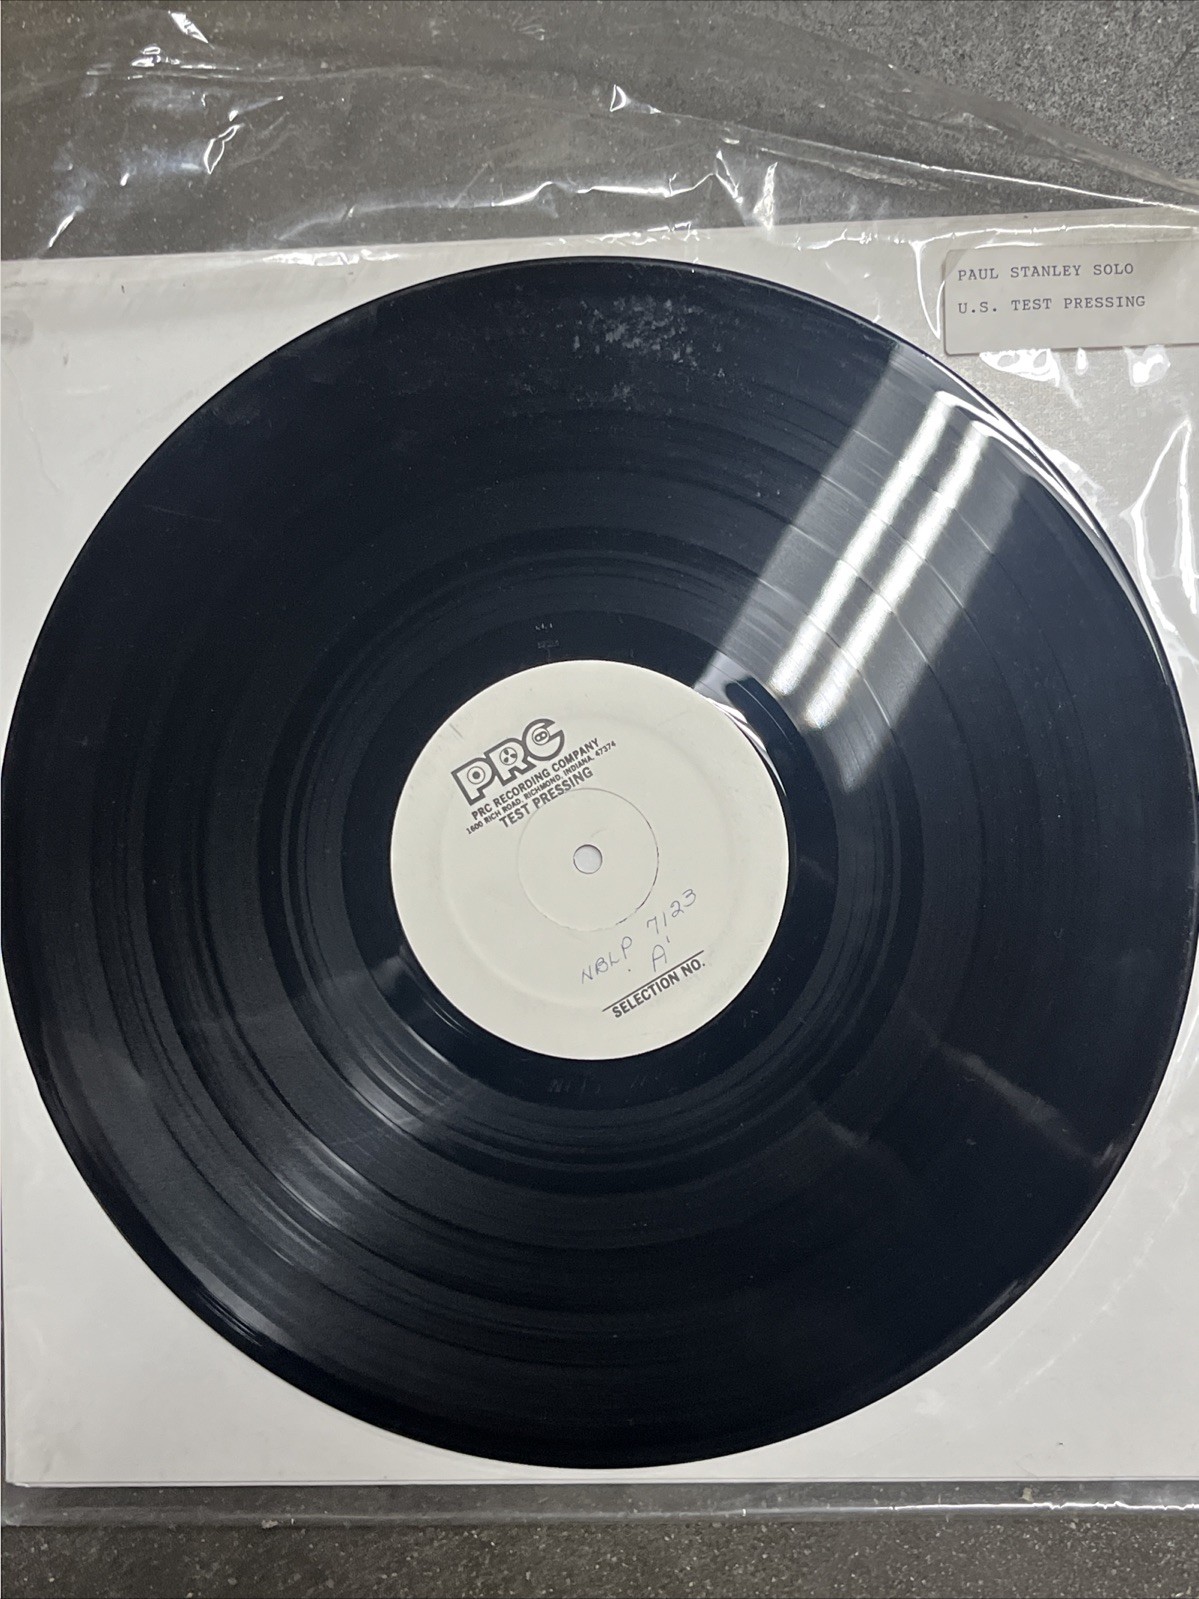 PAUL STANLEY SOLO
U.S. TEST PRESSING
PRC
PRC RECORDING COMPANY
1600 RICH ROAD, RICHMOND, INDIANA, 47374
TEST PRESSING
NBLP 7123
'A'
SELECTION NO.